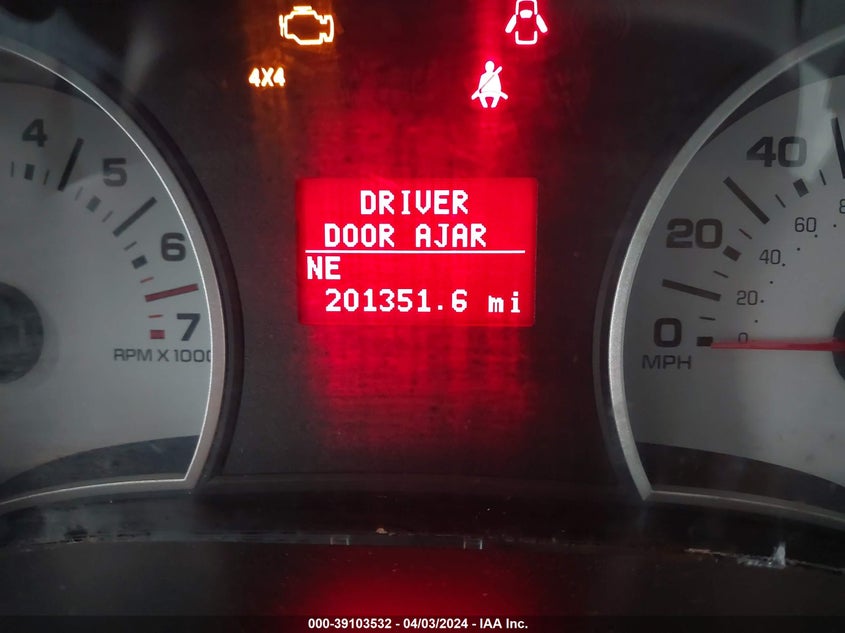 4X4
DRIVER
DOOR AJAR
NE
201351.6 mi
4
5
6
7
RPM X 1000
40
20
0
MPH
60
40
20
0
000-39103532 - 04/03/2024 - IAA Inc.